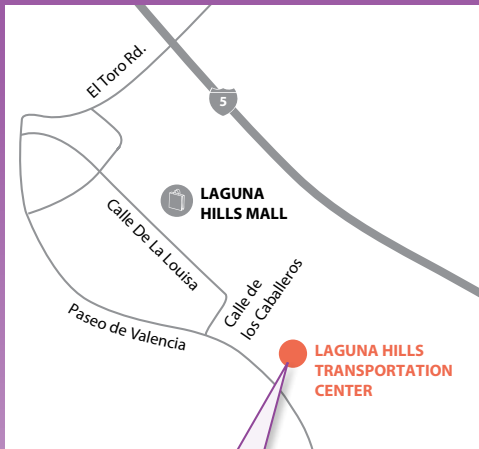 El Toro Rd.
5
LAGUNA
HILLS MALL
Calle De La Louisa
Calle de
los Caballeros
Paseo de Valencia
LAGUNA HILLS
TRANSPORTATION
CENTER